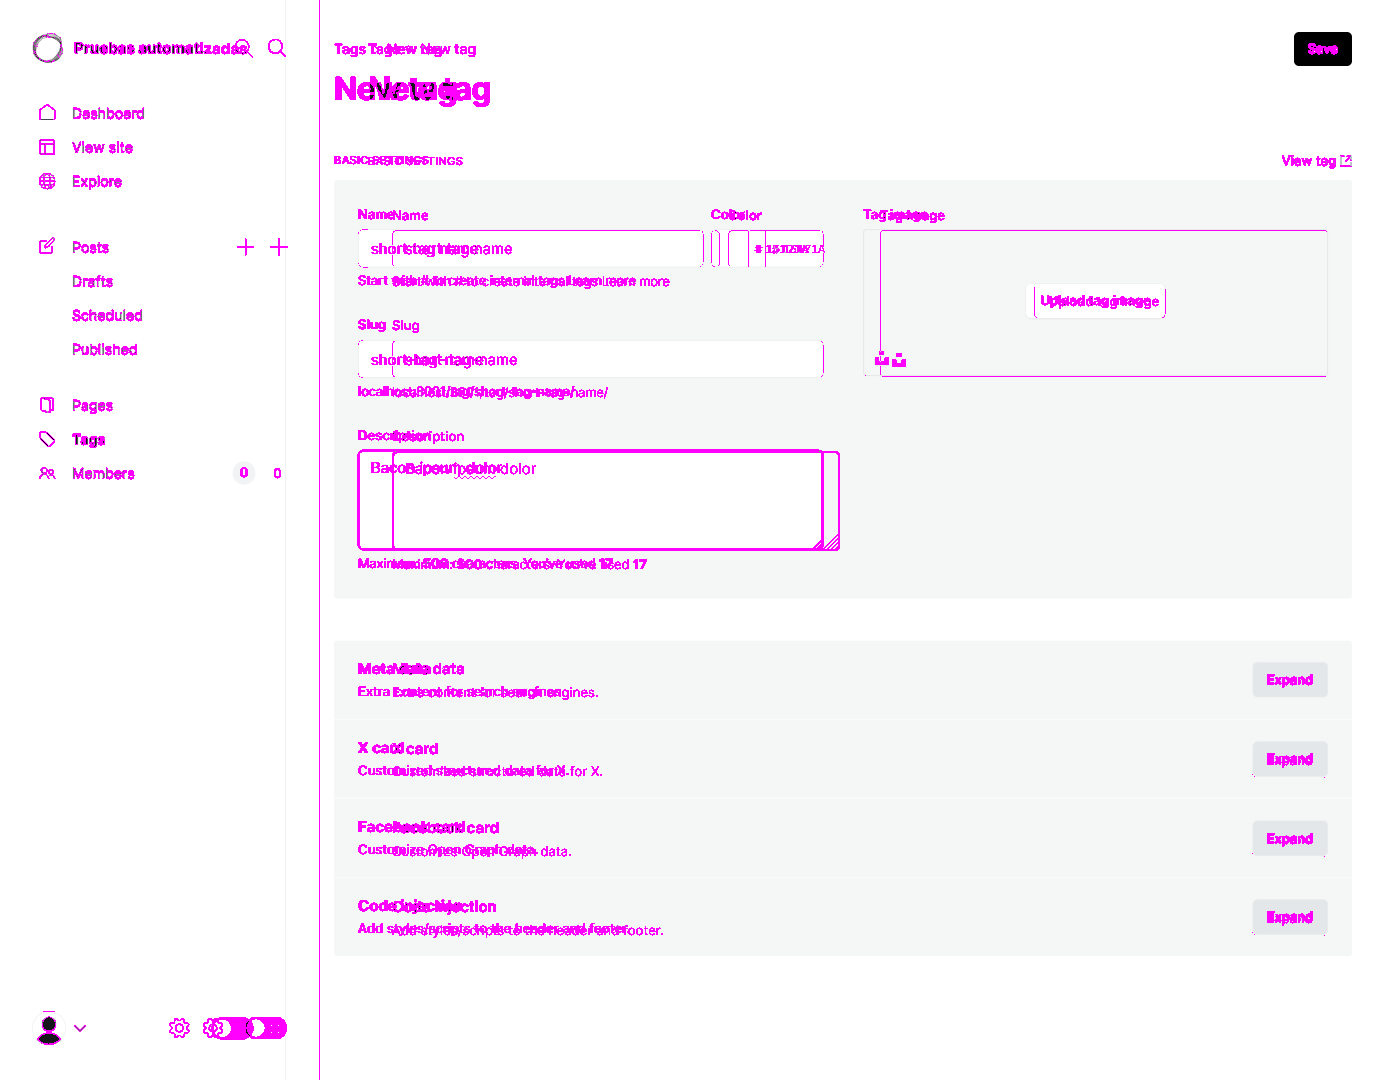 Pruebas automatizadas
Tags New tag
Save
New tag
Dashboard
View site
Explore
BASIC SETTINGS
View tag
Posts
Drafts
Scheduled
Published
Pages
Tags
Members 0 0
Name Name
Color
Tag image
short-tag-name
Start with # to create internal tags Learn more
Upload tag image
Slug Slug
short-tag-name
/tag/short-tag-name/
Description
Bacon ipsum dolor
Maximum: 500 characters. You've used 17
Meta data
Extra content for search engines.
Expand
X card
Customized structured data for X.
Expand
Facebook card
Customize Open Graph data.
Expand
Code injection
Add styles/scripts to the header and footer.
Expand